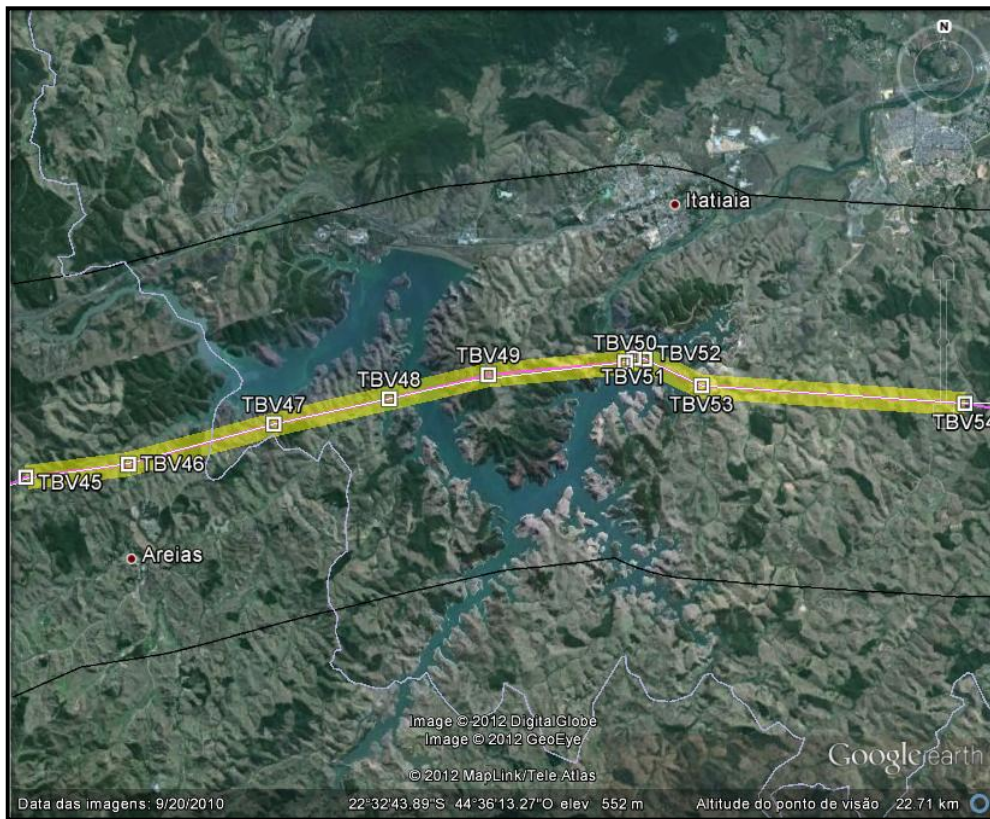 N
Itatiaia
TBV50
TBV49
TBV52
TBV51
TBV48
TBV53
TBV47
TBV54
TBV46
TBV45
Areias
Image © 2012 DigitalGlobe
Image © 2012 GeoEye
© 2012 MapLink/Tele Atlas
Google earth
Data das imagens: 9/20/2010 22°32'43.89"S 44°36'13.27"O elev 552 m Altitude do ponto de visão 22.71 km